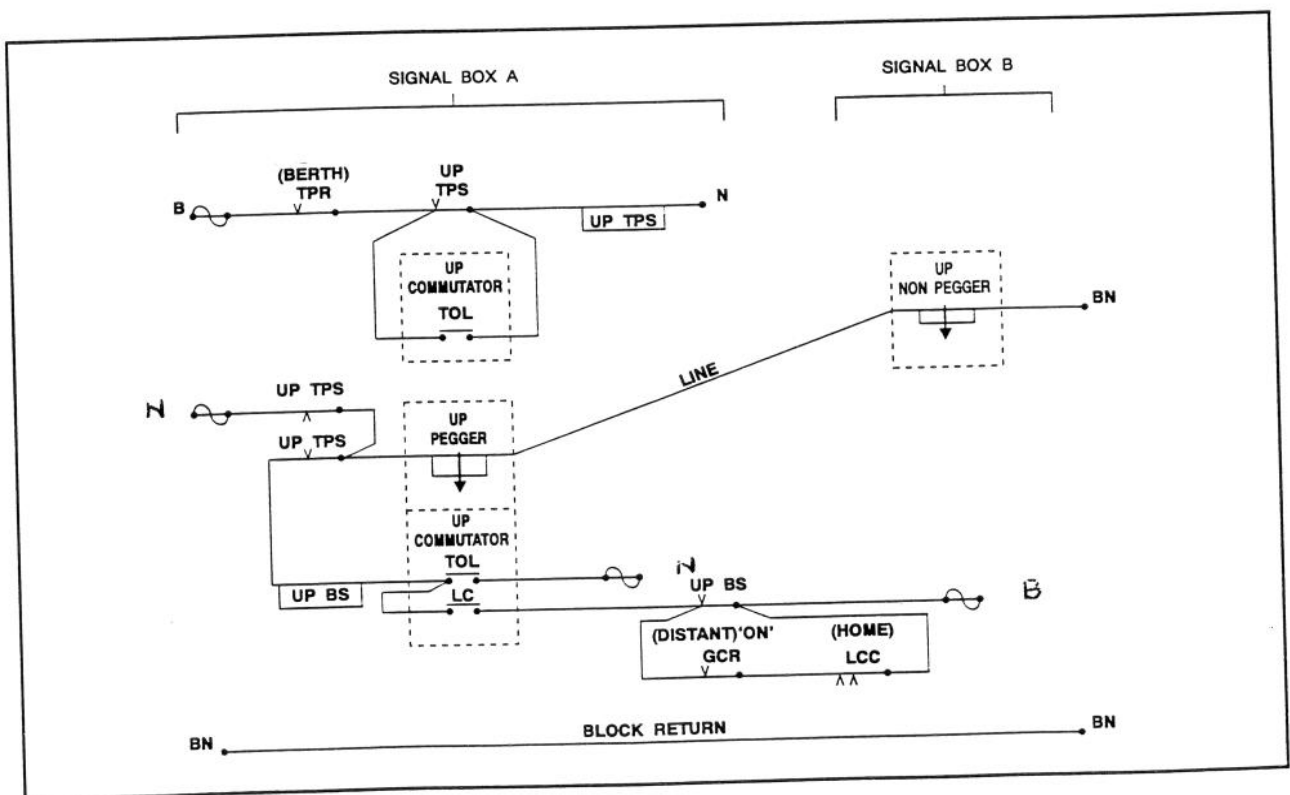 SIGNAL BOX A
SIGNAL BOX B
(BERTH)
TPR
UP
TPS
B
N
UP TPS
UP
COMMUTATOR
TOL
UP
NON PEGGER
BN
LINE
N
UP TPS
UP TPS
UP
PEGGER
UP
COMMUTATOR
TOL
LC
UP BS
N
UP BS
B
(DISTANT)'ON'
GCR
(HOME)
LCC
BN
BLOCK RETURN
BN